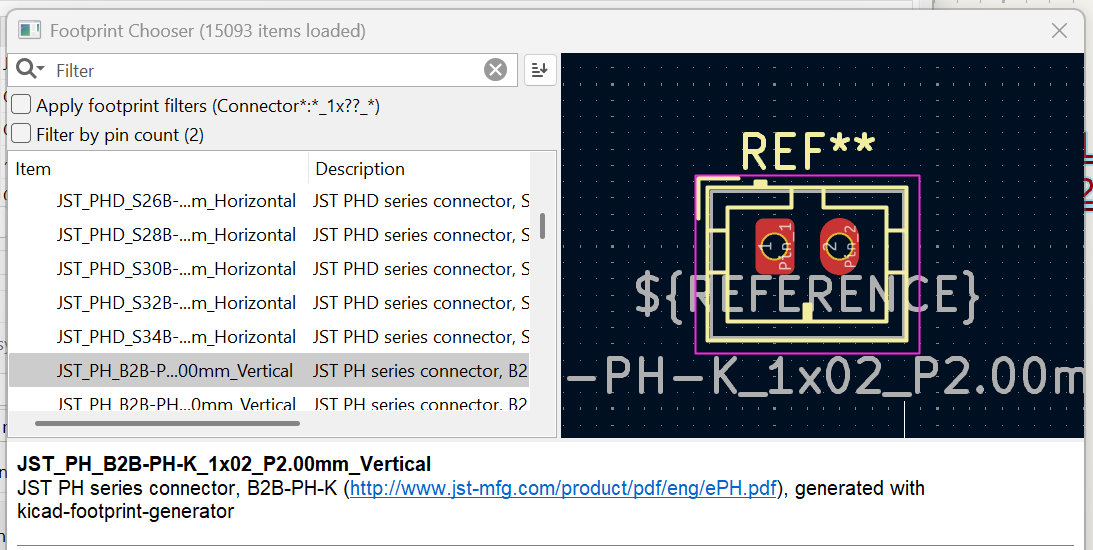 Footprint Chooser (15093 items loaded)
Filter
Apply footprint filters (Connector*:*_1x??_*)
Filter by pin count (2)
Item Description
JST_PHD_S26B-...m_Horizontal JST PHD series connector, S
JST_PHD_S28B-...m_Horizontal JST PHD series connector, S
JST_PHD_S30B-...m_Horizontal JST PHD series connector, S
JST_PHD_S32B-...m_Horizontal JST PHD series connector, S
JST_PHD_S34B-...m_Horizontal JST PHD series connector, S
JST_PH_B2B-P...00mm_Vertical JST PH series connector, B2
JST_PH_B2B-PH...0mm_Vertical JST PH series connector, B2
REF**
1 Pin_1
2 Pin_2
${REFERENCE}
-PH-K_1x02_P2.00m
JST_PH_B2B-PH-K_1x02_P2.00mm_Vertical
JST PH series connector, B2B-PH-K (http://www.jst-mfg.com/product/pdf/eng/ePH.pdf), generated with
kicad-footprint-generator